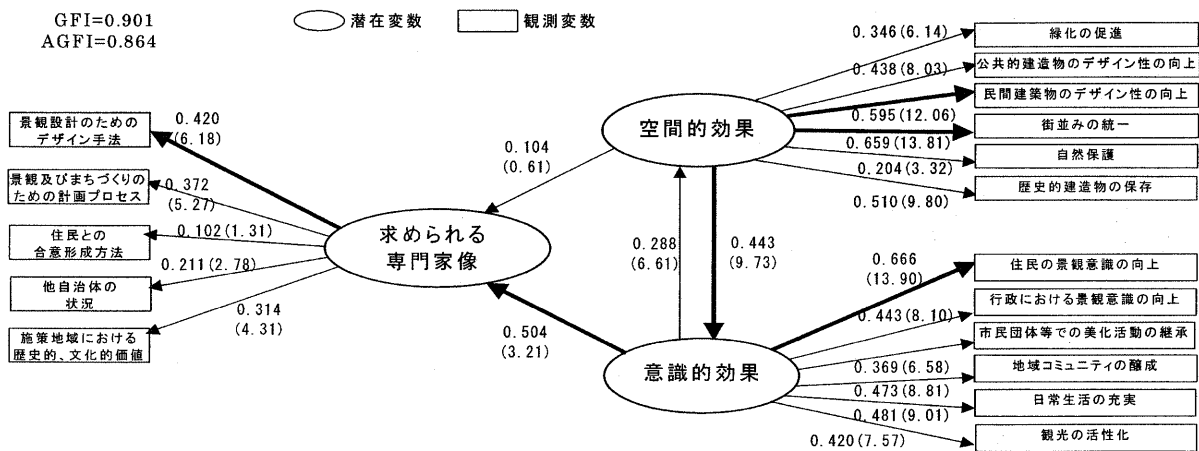 GFI=0.901
AGFI=0.864
潜在変数
観測変数
景観設計のための
デザイン手法
景観及びまちづくりの
ための計画プロセス
住民との
合意形成方法
他自治体の
状況
施策地域における
歴史的、文化的価値
0.420
(6.18)
0.372
(5.27)
0.102(1.31)
0.211(2.78)
0.314
(4.31)
求められる
専門家像
0.104
(0.61)
0.504
(3.21)
空間的効果
0.288
(6.61)
0.443
(9.73)
意識的効果
0.346(6.14)
0.438(8.03)
0.595(12.06)
0.659(13.81)
0.204(3.32)
0.510(9.80)
緑化の促進
公共的建造物のデザイン性の向上
民間建築物のデザイン性の向上
街並みの統一
自然保護
歴史的建造物の保存
0.666
(13.90)
0.443(8.10)
0.369(6.58)
0.473(8.81)
0.481(9.01)
0.420(7.57)
住民の景観意識の向上
行政における景観意識の向上
市民団体等での美化活動の継承
地域コミュニティの醸成
日常生活の充実
観光の活性化